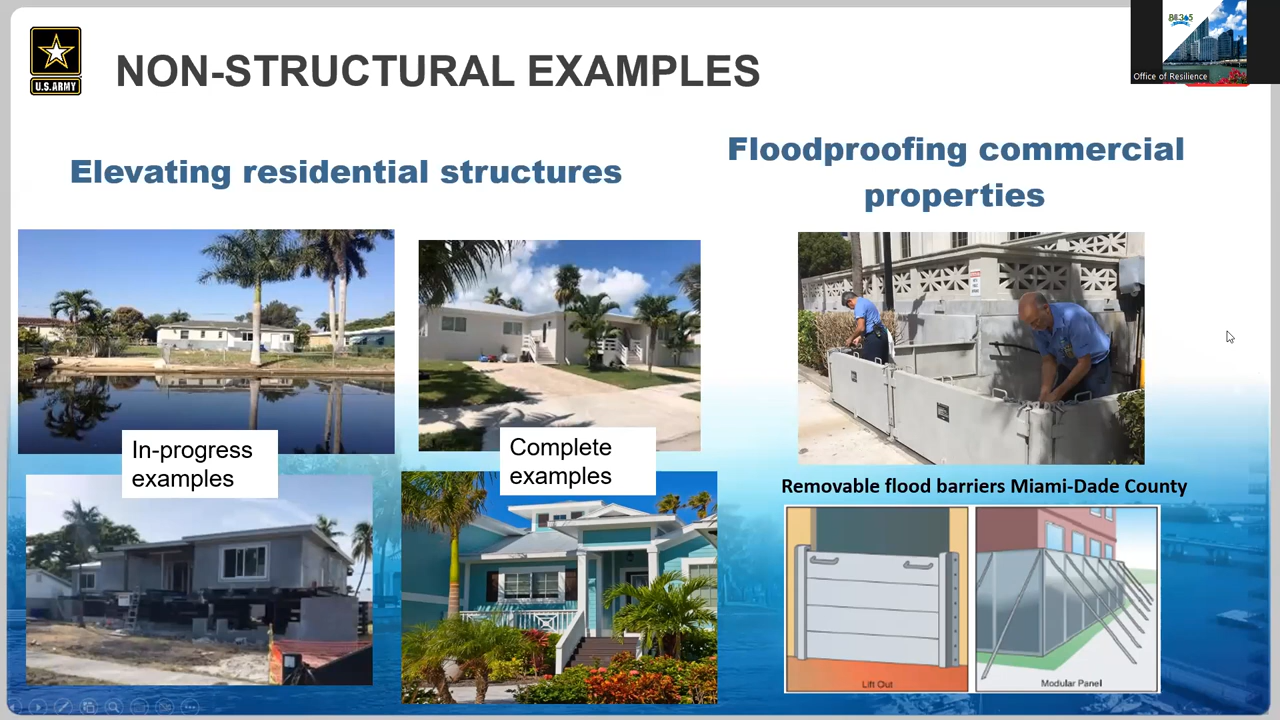 U.S. ARMY
NON-STRUCTURAL EXAMPLES
Office of Resilience
Elevating residential structures
Floodproofing commercial
properties
In-progress
examples
Complete
examples
Removable flood barriers Miami-Dade County
Lift Out
Modular Panel